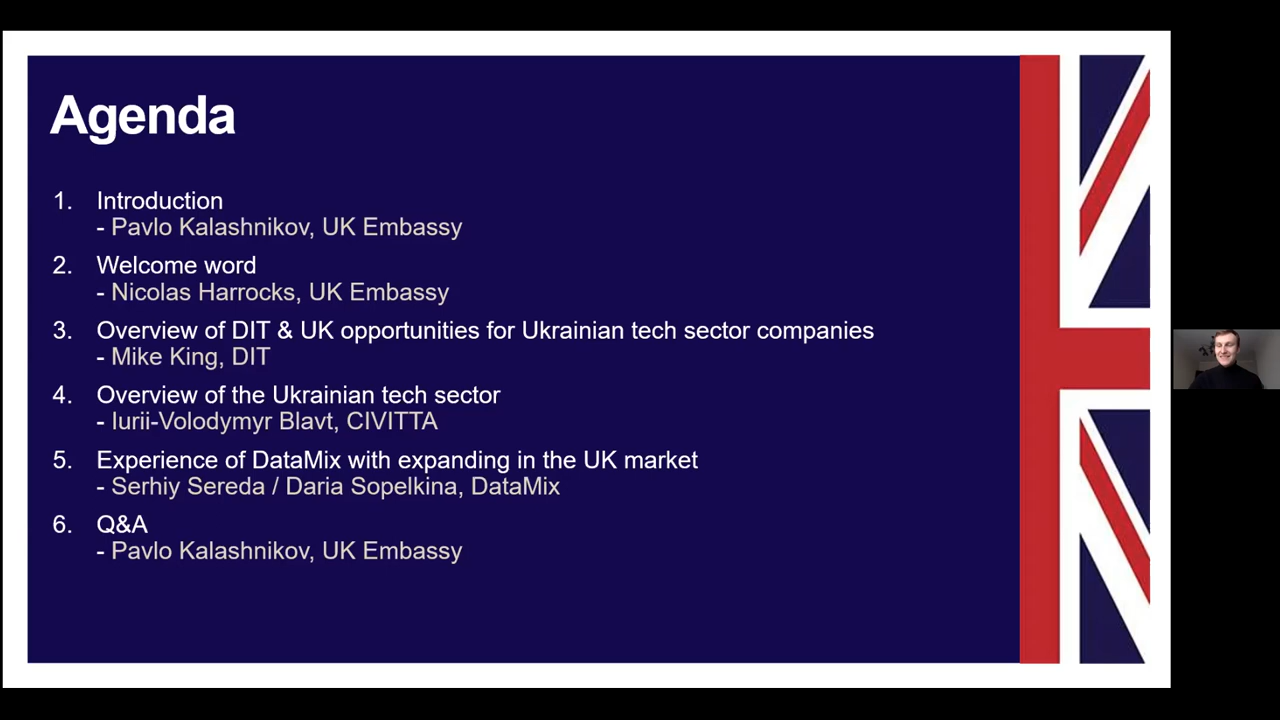 Agenda
1. Introduction
- Pavlo Kalashnikov, UK Embassy
2. Welcome word
- Nicolas Harrocks, UK Embassy
3. Overview of DIT & UK opportunities for Ukrainian tech sector companies
- Mike King, DIT
4. Overview of the Ukrainian tech sector
- Iurii-Volodymyr Blavt, CIVITTA
5. Experience of DataMix with expanding in the UK market
- Serhiy Sereda / Daria Sopelkina, DataMix
6. Q&A
- Pavlo Kalashnikov, UK Embassy